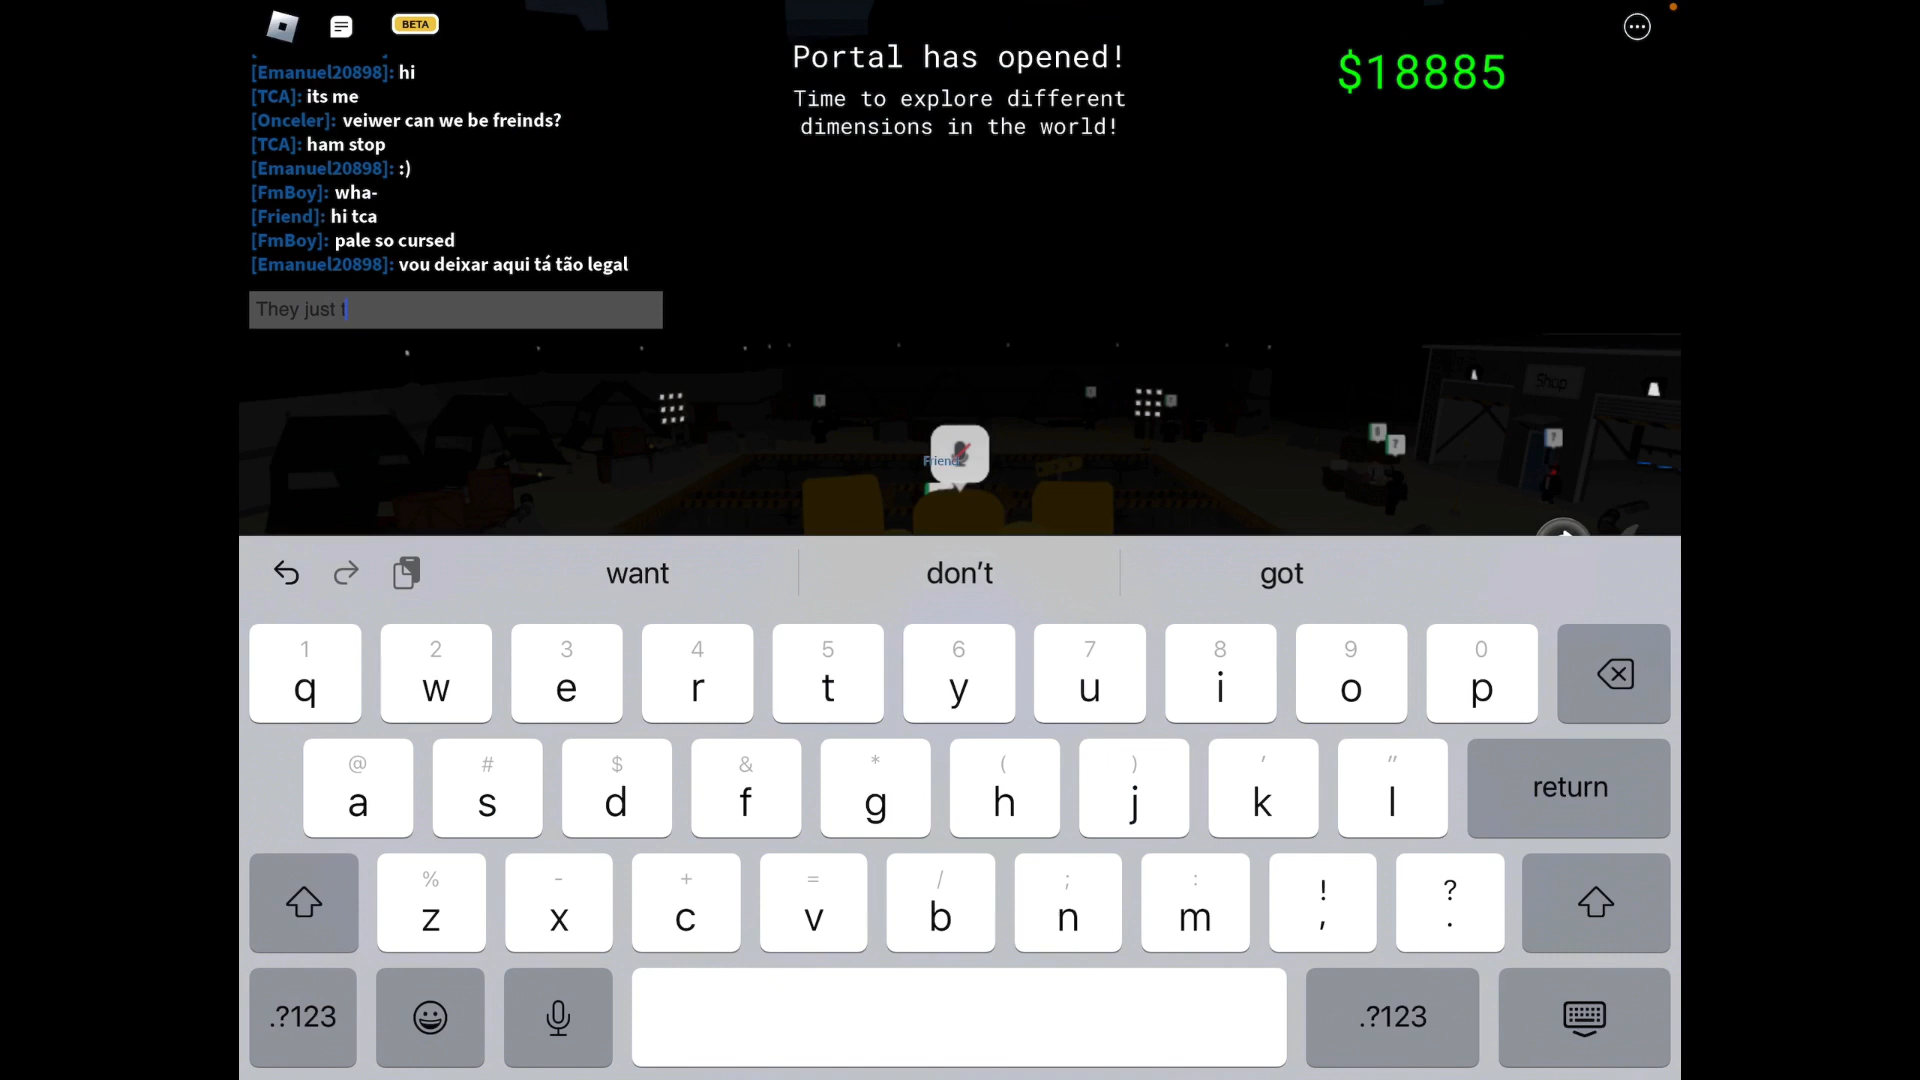 BETA
Portal has opened!
Time to explore different
dimensions in the world!
$18885
[Emanuel20898]: hi
[TCA]: its me
[Onceler]: veiwer can we be freinds?
[TCA]: ham stop
[Emanuel20898]: :)
[FmBoy]: wha-
[Friend]: hi tca
[FmBoy]: pale so cursed
[Emanuel20898]: vou deixar aqui tá tão legal
They just t
Shop
Friend
want don't got
1 2 3 4 5 6 7 8 9 0
q w e r t y u i o p
@ # $ & * ( ) ' "
a s d f g h j k l return
% - + = / ; : ! ?
z x c v b n m , .
.?123 .?123